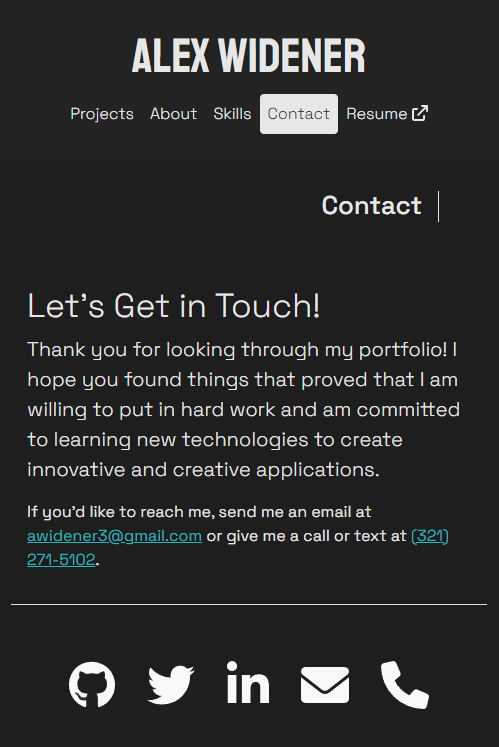 ALEX WIDENER
Projects About Skills Contact Resume
Contact
Let's Get in Touch!
Thank you for looking through my portfolio! I
hope you found things that proved that I am
willing to put in hard work and am committed
to learning new technologies to create
innovative and creative applications.
If you'd like to reach me, send me an email at
awidener3@gmail.com or give me a call or text at (321)
271-5102.